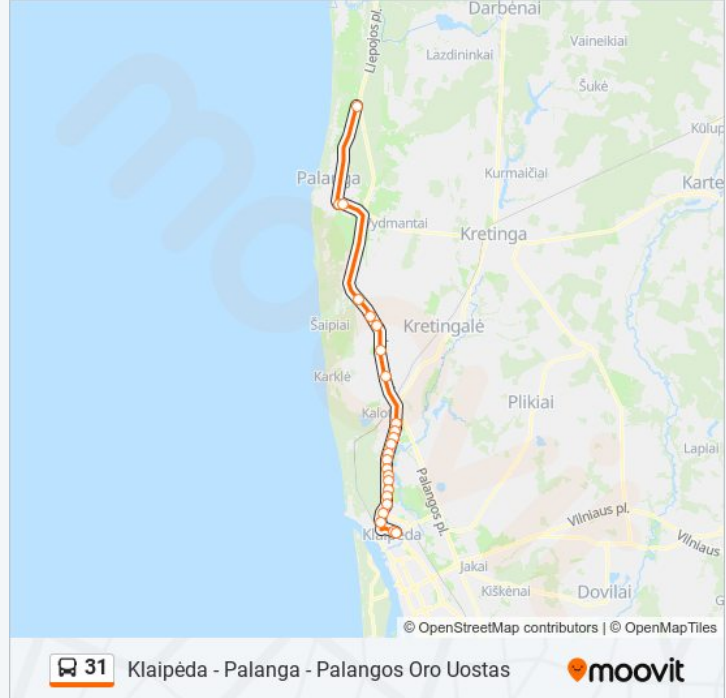 Darbėnai
Liepojos pl.
Lazdininkai
Vaineikiai
Šukė
Kūlup
Kurmaičiai
Palanga
Karte
Vydmantai
Kretinga
Šaipiai
Kretingalė
Karklė
Plikiai
Kalot
Lapiai
Palangos pl.
Vilniaus pl.
Vilniaus
Klaipėda
Jakai
Kiškėnai
Dovilai
G
© OpenStreetMap contributors | © OpenMapTiles
31 Klaipėda - Palanga - Palangos Oro Uostas moovit